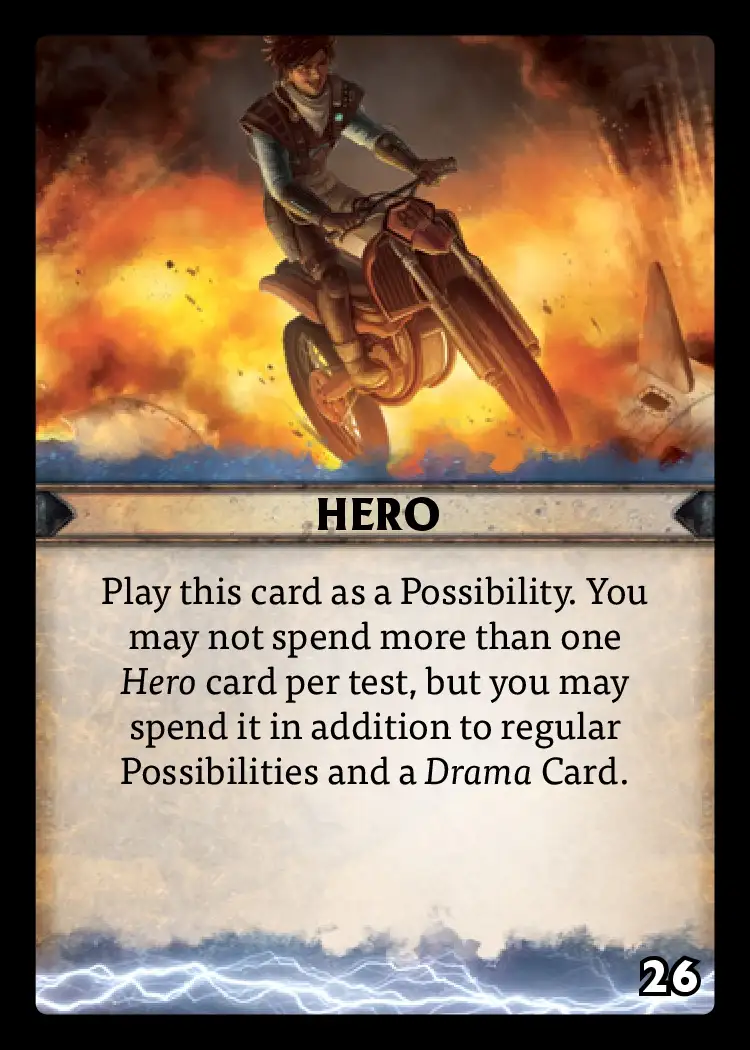 HERO
Play this card as a Possibility. You
may not spend more than one
Hero card per test, but you may
spend it in addition to regular
Possibilities and a Drama Card.
26